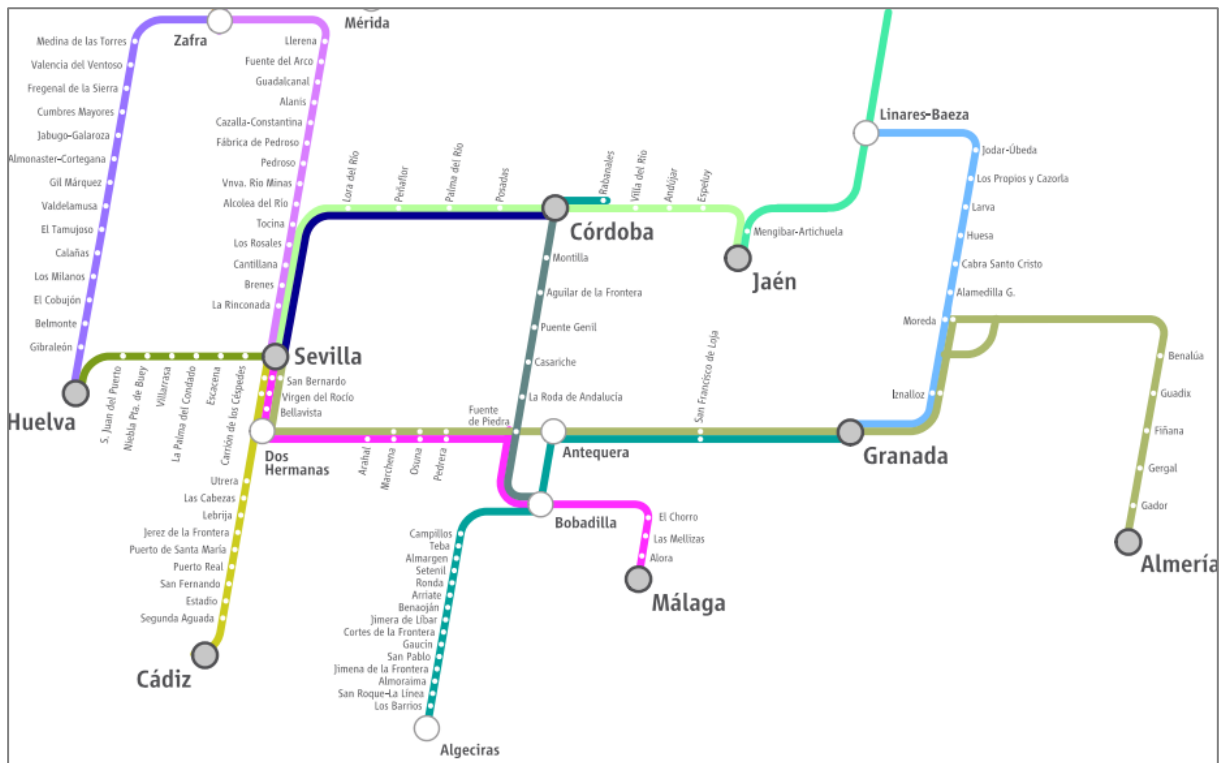 Mérida
Zafra
Medina de las Torres
Valencia del Ventoso
Fregenal de la Sierra
Cumbres Mayores
Jabugo-Galaroza
Almonaster-Cortegana
Gil Márquez
Valdelamusa
El Tamujoso
Calañas
Los Milanos
El Cobujón
Belmonte
Gibraleón
Huelva
Llerena
Fuente del Arco
Guadalcanal
Alanis
Cazalla-Constantina
Fábrica de Pedroso
Pedroso
Vnva. Río Minas
Alcolea del Río
Tocina
Los Rosales
Cantillana
Brenes
La Rinconada
Sevilla
S. Juan del Puerto
Niebla Pta. de Buey
Villarrasa
La Palma del Condado
Escacena
Carrión de los Céspedes
San Bernardo
Virgen del Rocío
Bellavista
Dos
Hermanas
Utrera
Las Cabezas
Lebrija
Jerez de la Frontera
Puerto de Santa María
Puerto Real
San Fernando
Estadio
Segunda Aguada
Cádiz
Lora del Río
Peñaflor
Palma del Río
Posadas
Córdoba
Rabanales
Villa del Río
Andújar
Espeluy
Mengibar-Artichuela
Jaén
Linares-Baeza
Jodar-Úbeda
Los Propios y Cazorla
Larva
Huesa
Cabra Santo Cristo
Alamedilla G.
Moreda
Iznalloz
Granada
Benalúa
Guadix
Fiñana
Gergal
Gador
Almería
Montilla
Aguilar de la Frontera
Puente Genil
Casariche
La Roda de Andalucía
Fuente
de Piedra
Arahal
Marchena
Osuna
Pedrera
Antequera
San Francisco de Loja
Bobadilla
El Chorro
Las Mellizas
Alora
Málaga
Campillos
Teba
Almargen
Setenil
Ronda
Arriate
Benaoján
Jimera de Líbar
Cortes de la Frontera
Gaucín
San Pablo
Jimena de la Frontera
Almoraima
San Roque-La Línea
Los Barrios
Algeciras